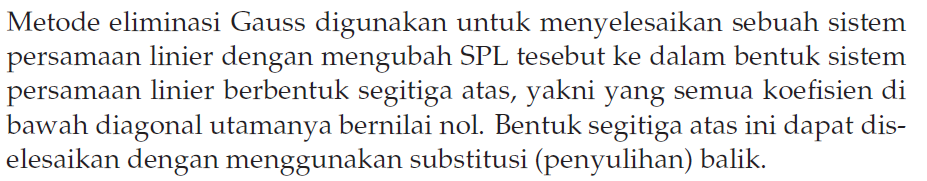 Metode eliminasi Gauss digunakan untuk menyelesaikan sebuah sistem
persamaan linier dengan mengubah SPL tesebut ke dalam bentuk sistem
persamaan linier berbentuk segitiga atas, yakni yang semua koefisien di
bawah diagonal utamanya bernilai nol. Bentuk segitiga atas ini dapat dis-
elesaikan dengan menggunakan substitusi (penyulihan) balik.